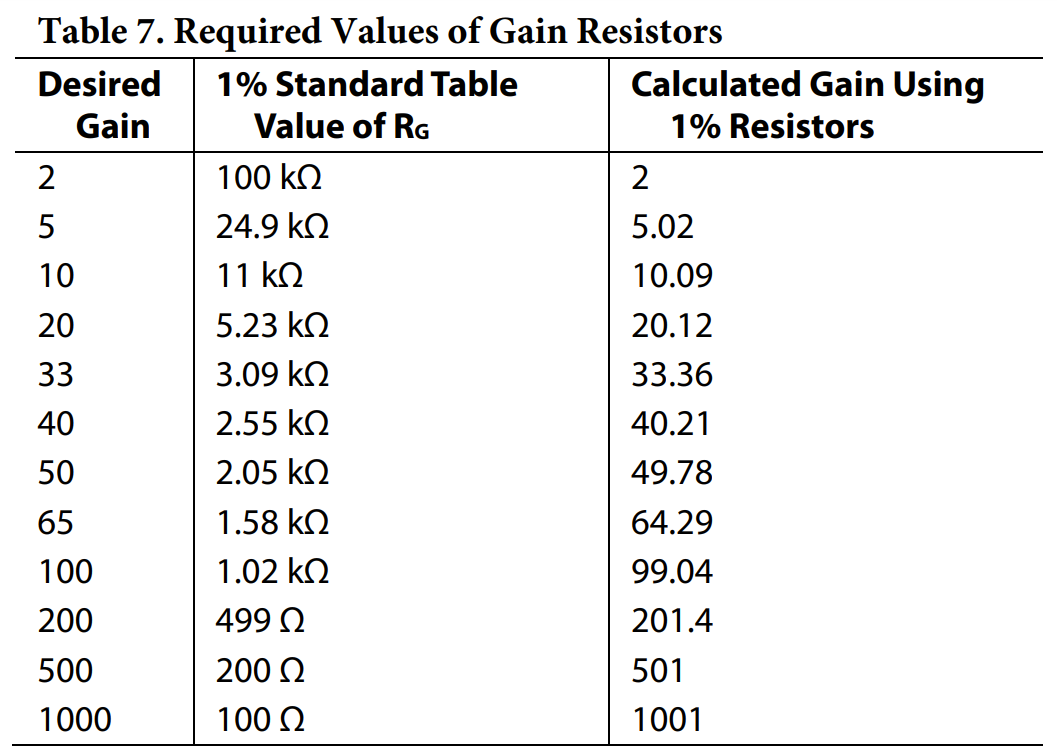 Table 7. Required Values of Gain Resistors
Desired Gain | 1% Standard Table Value of RG | Calculated Gain Using 1% Resistors
2 | 100 kΩ | 2
5 | 24.9 kΩ | 5.02
10 | 11 kΩ | 10.09
20 | 5.23 kΩ | 20.12
33 | 3.09 kΩ | 33.36
40 | 2.55 kΩ | 40.21
50 | 2.05 kΩ | 49.78
65 | 1.58 kΩ | 64.29
100 | 1.02 kΩ | 99.04
200 | 499 Ω | 201.4
500 | 200 Ω | 501
1000 | 100 Ω | 1001